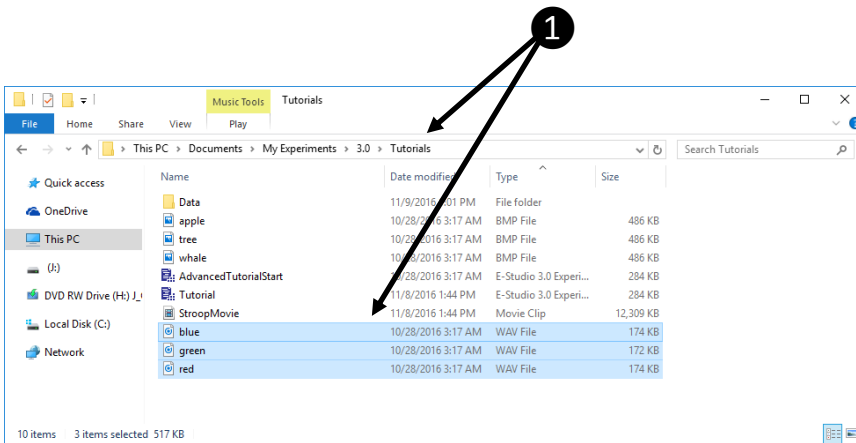 1
Music Tools Tutorials
File Home Share View Play
This PC > Documents > My Experiments > 3.0 > Tutorials Search Tutorials
Name Date modified Type Size
Quick access
OneDrive
This PC
(J:)
DVD RW Drive (H:) J_
Local Disk (C:)
Network
Data 11/9/2016 :01 PM File folder
apple 10/28/2016 3:17 AM BMP File 486 KB
tree 10/28/2016 3:17 AM BMP File 486 KB
whale 10/28/2016 3:17 AM BMP File 486 KB
AdvancedTutorialStart 10/28/2016 3:17 AM E-Studio 3.0 Experi... 284 KB
Tutorial 11/8/2016 1:44 PM E-Studio 3.0 Experi... 284 KB
StroopMovie 11/8/2016 1:44 PM Movie Clip 12,309 KB
blue 10/28/2016 3:17 AM WAV File 174 KB
green 10/28/2016 3:17 AM WAV File 172 KB
red 10/28/2016 3:17 AM WAV File 174 KB
10 items 3 items selected 517 KB